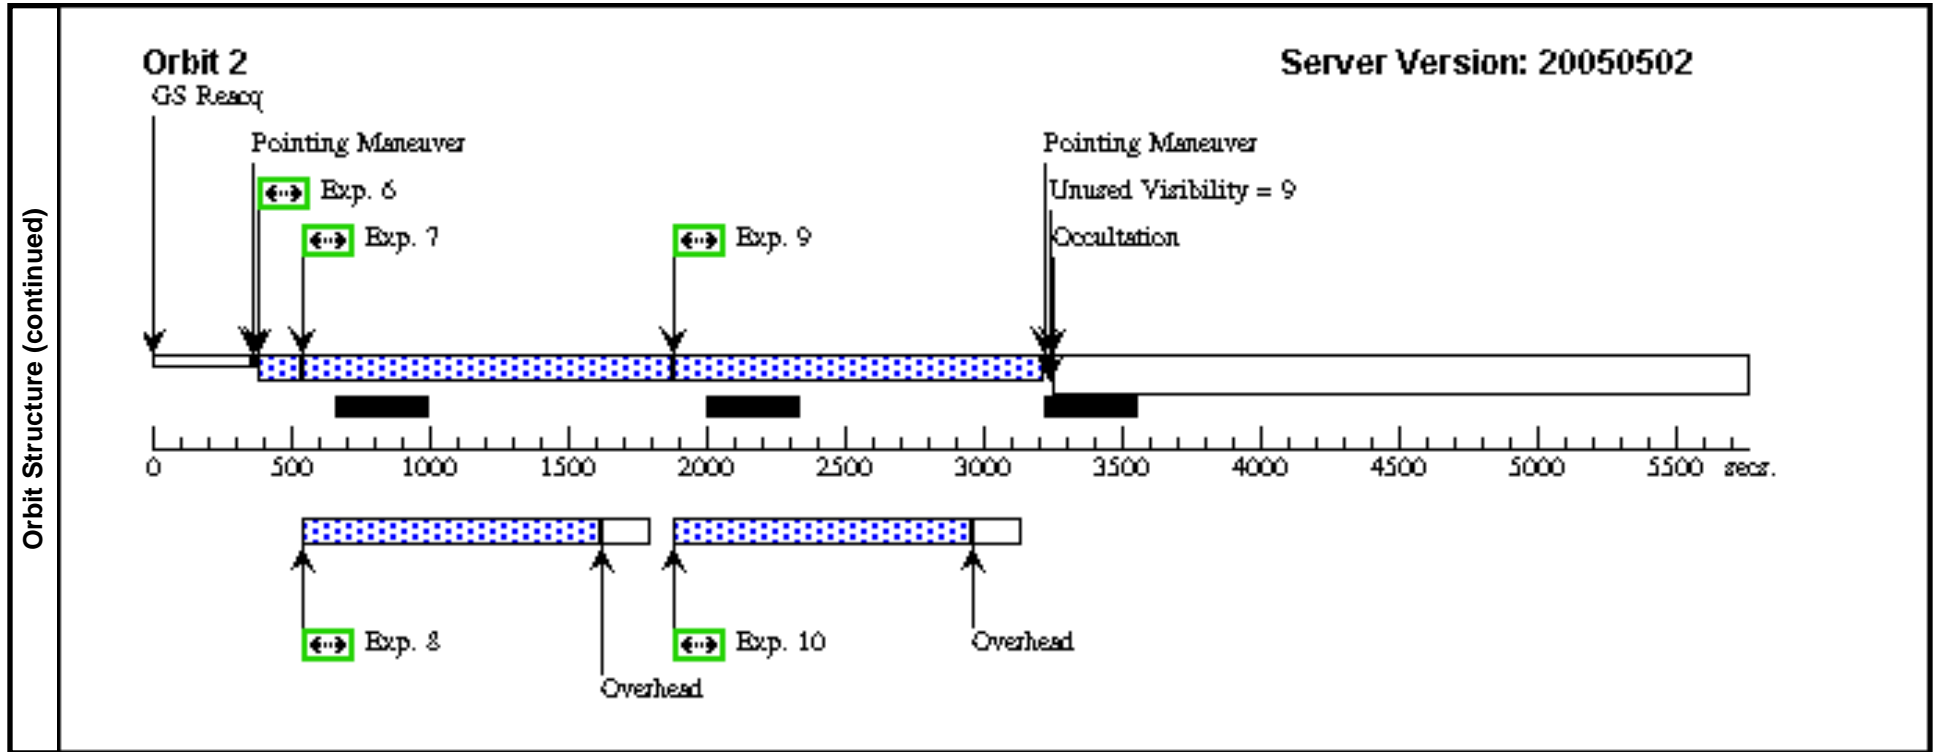 Orbit Structure (continued)
Orbit 2
Server Version: 20050502
GS Reacq
Pointing Maneuver
Pointing Maneuver
Exp. 6
Unused Visibility = 9
Exp. 7
Exp. 9
Occultation
0 500 1000 1500 2000 2500 3000 3500 4000 4500 5000 5500 secs.
Exp. 8
Exp. 10
Overhead
Overhead